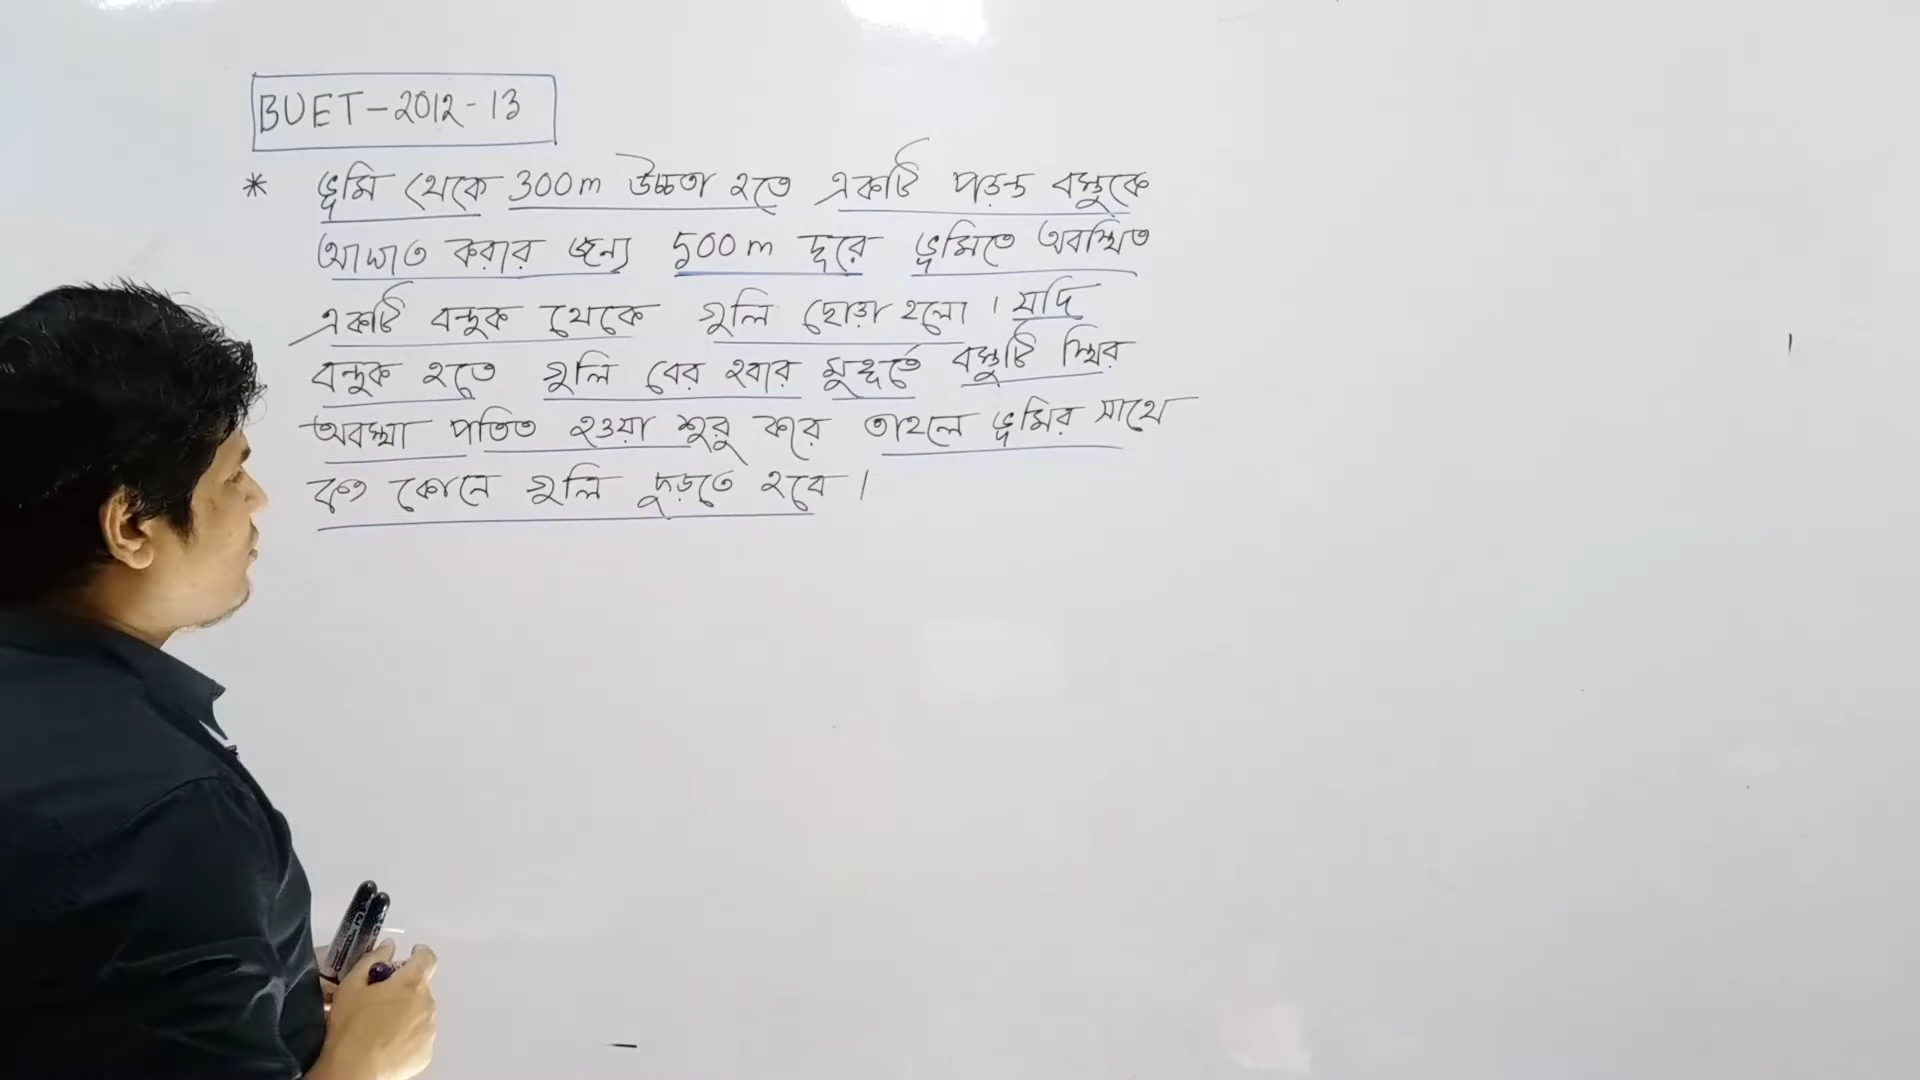 BUET-2012-13
* ভূমি থেকে 300m উচ্চতা হতে একটি পড়ন্ত বস্তুকে
আঘাত করার জন্য 500m দূরে ভূমিতে অবস্থিত
একটি বন্দুক থেকে গুলি ছোড়া হলো। যদি
বন্দুক হতে গুলি বের হবার মুহূর্তে বস্তুটি স্থির
অবস্থা পতিত হওয়া শুরু করে তাহলে ভূমির সাথে
কত কোনে গুলি ছুড়তে হবে।